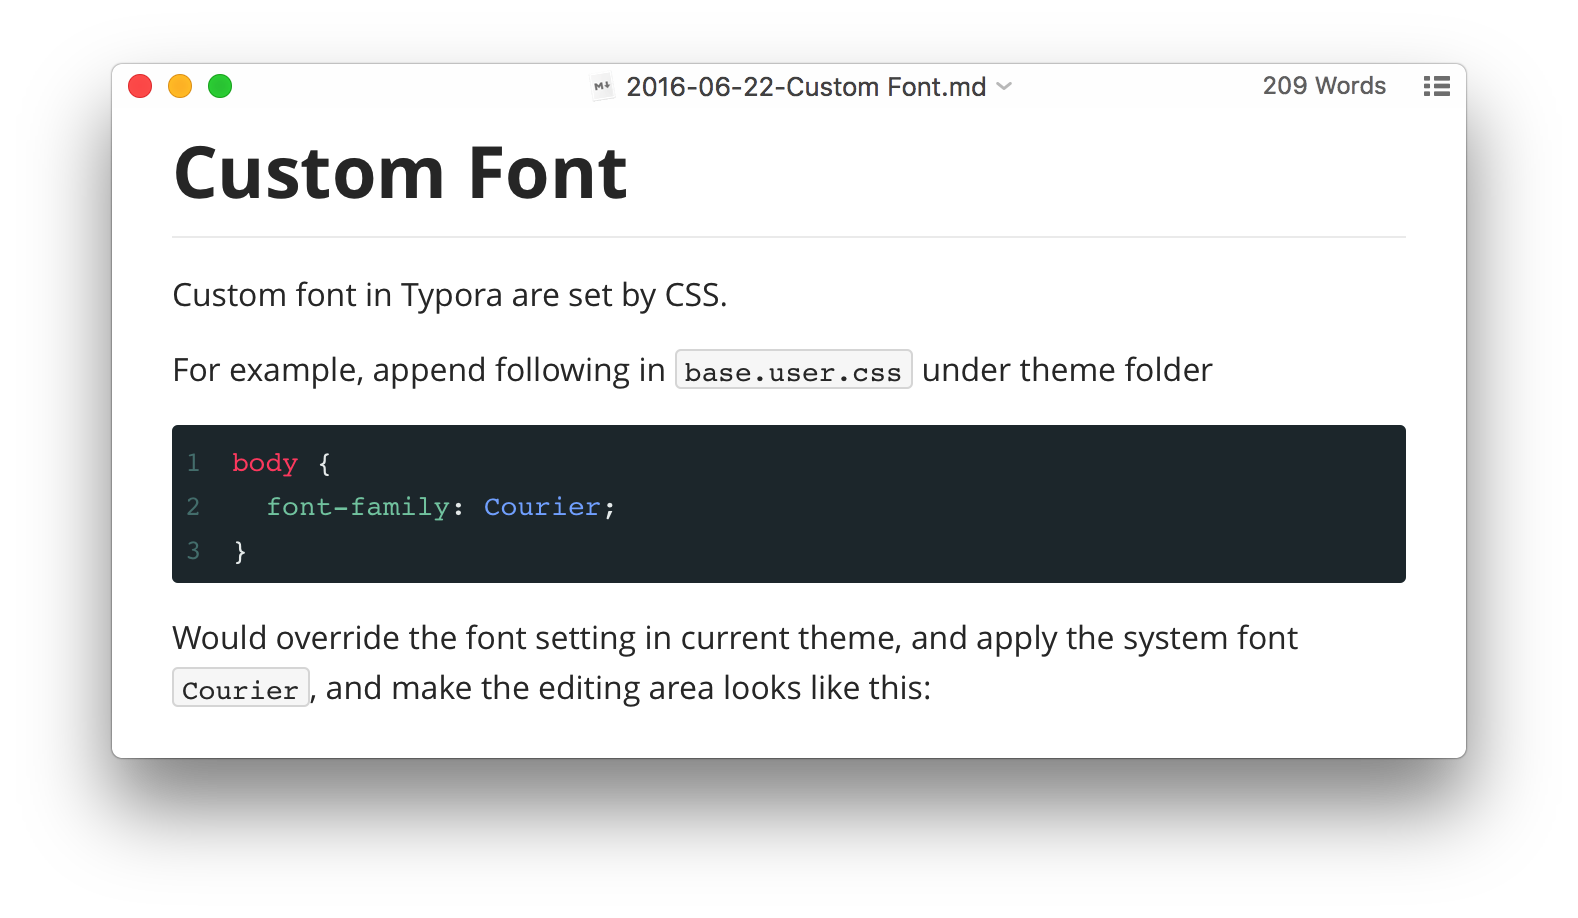 M↓ 2016-06-22-Custom Font.md 209 Words
Custom Font
Custom font in Typora are set by CSS.
For example, append following in base.user.css under theme folder
1 body {
2   font-family: Courier;
3 }
Would override the font setting in current theme, and apply the system font
Courier, and make the editing area looks like this: